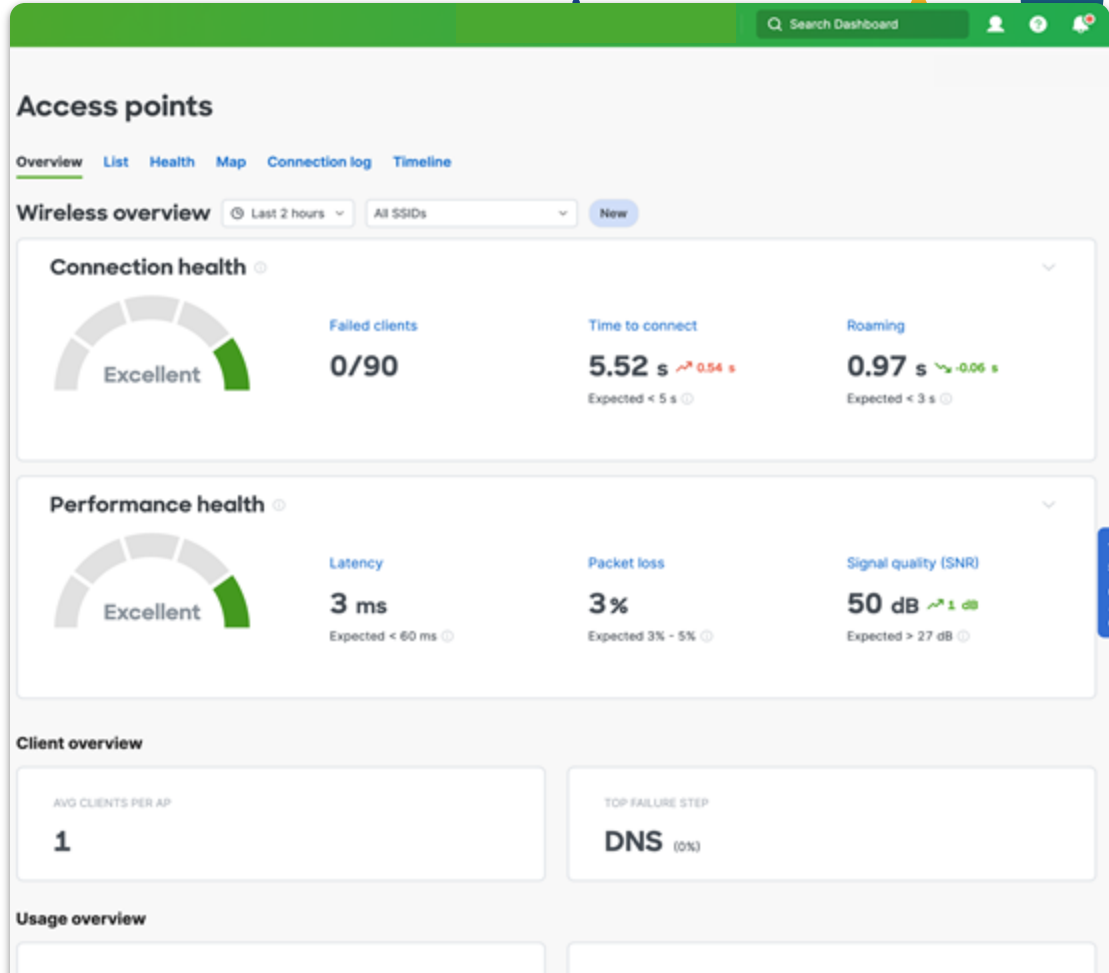 Search Dashboard
Access points
Overview List Health Map Connection log Timeline
Wireless overview Last 2 hours All SSIDs New
Connection health
Excellent
Failed clients
0/90
Time to connect
5.52 s 0.54 s
Expected < 5 s
Roaming
0.97 s -0.06 s
Expected < 3 s
Performance health
Excellent
Latency
3 ms
Expected < 60 ms
Packet loss
3%
Expected 3% - 5%
Signal quality (SNR)
50 dB 1 dB
Expected > 27 dB
Client overview
AVG CLIENTS PER AP
1
TOP FAILURE STEP
DNS (0%)
Usage overview